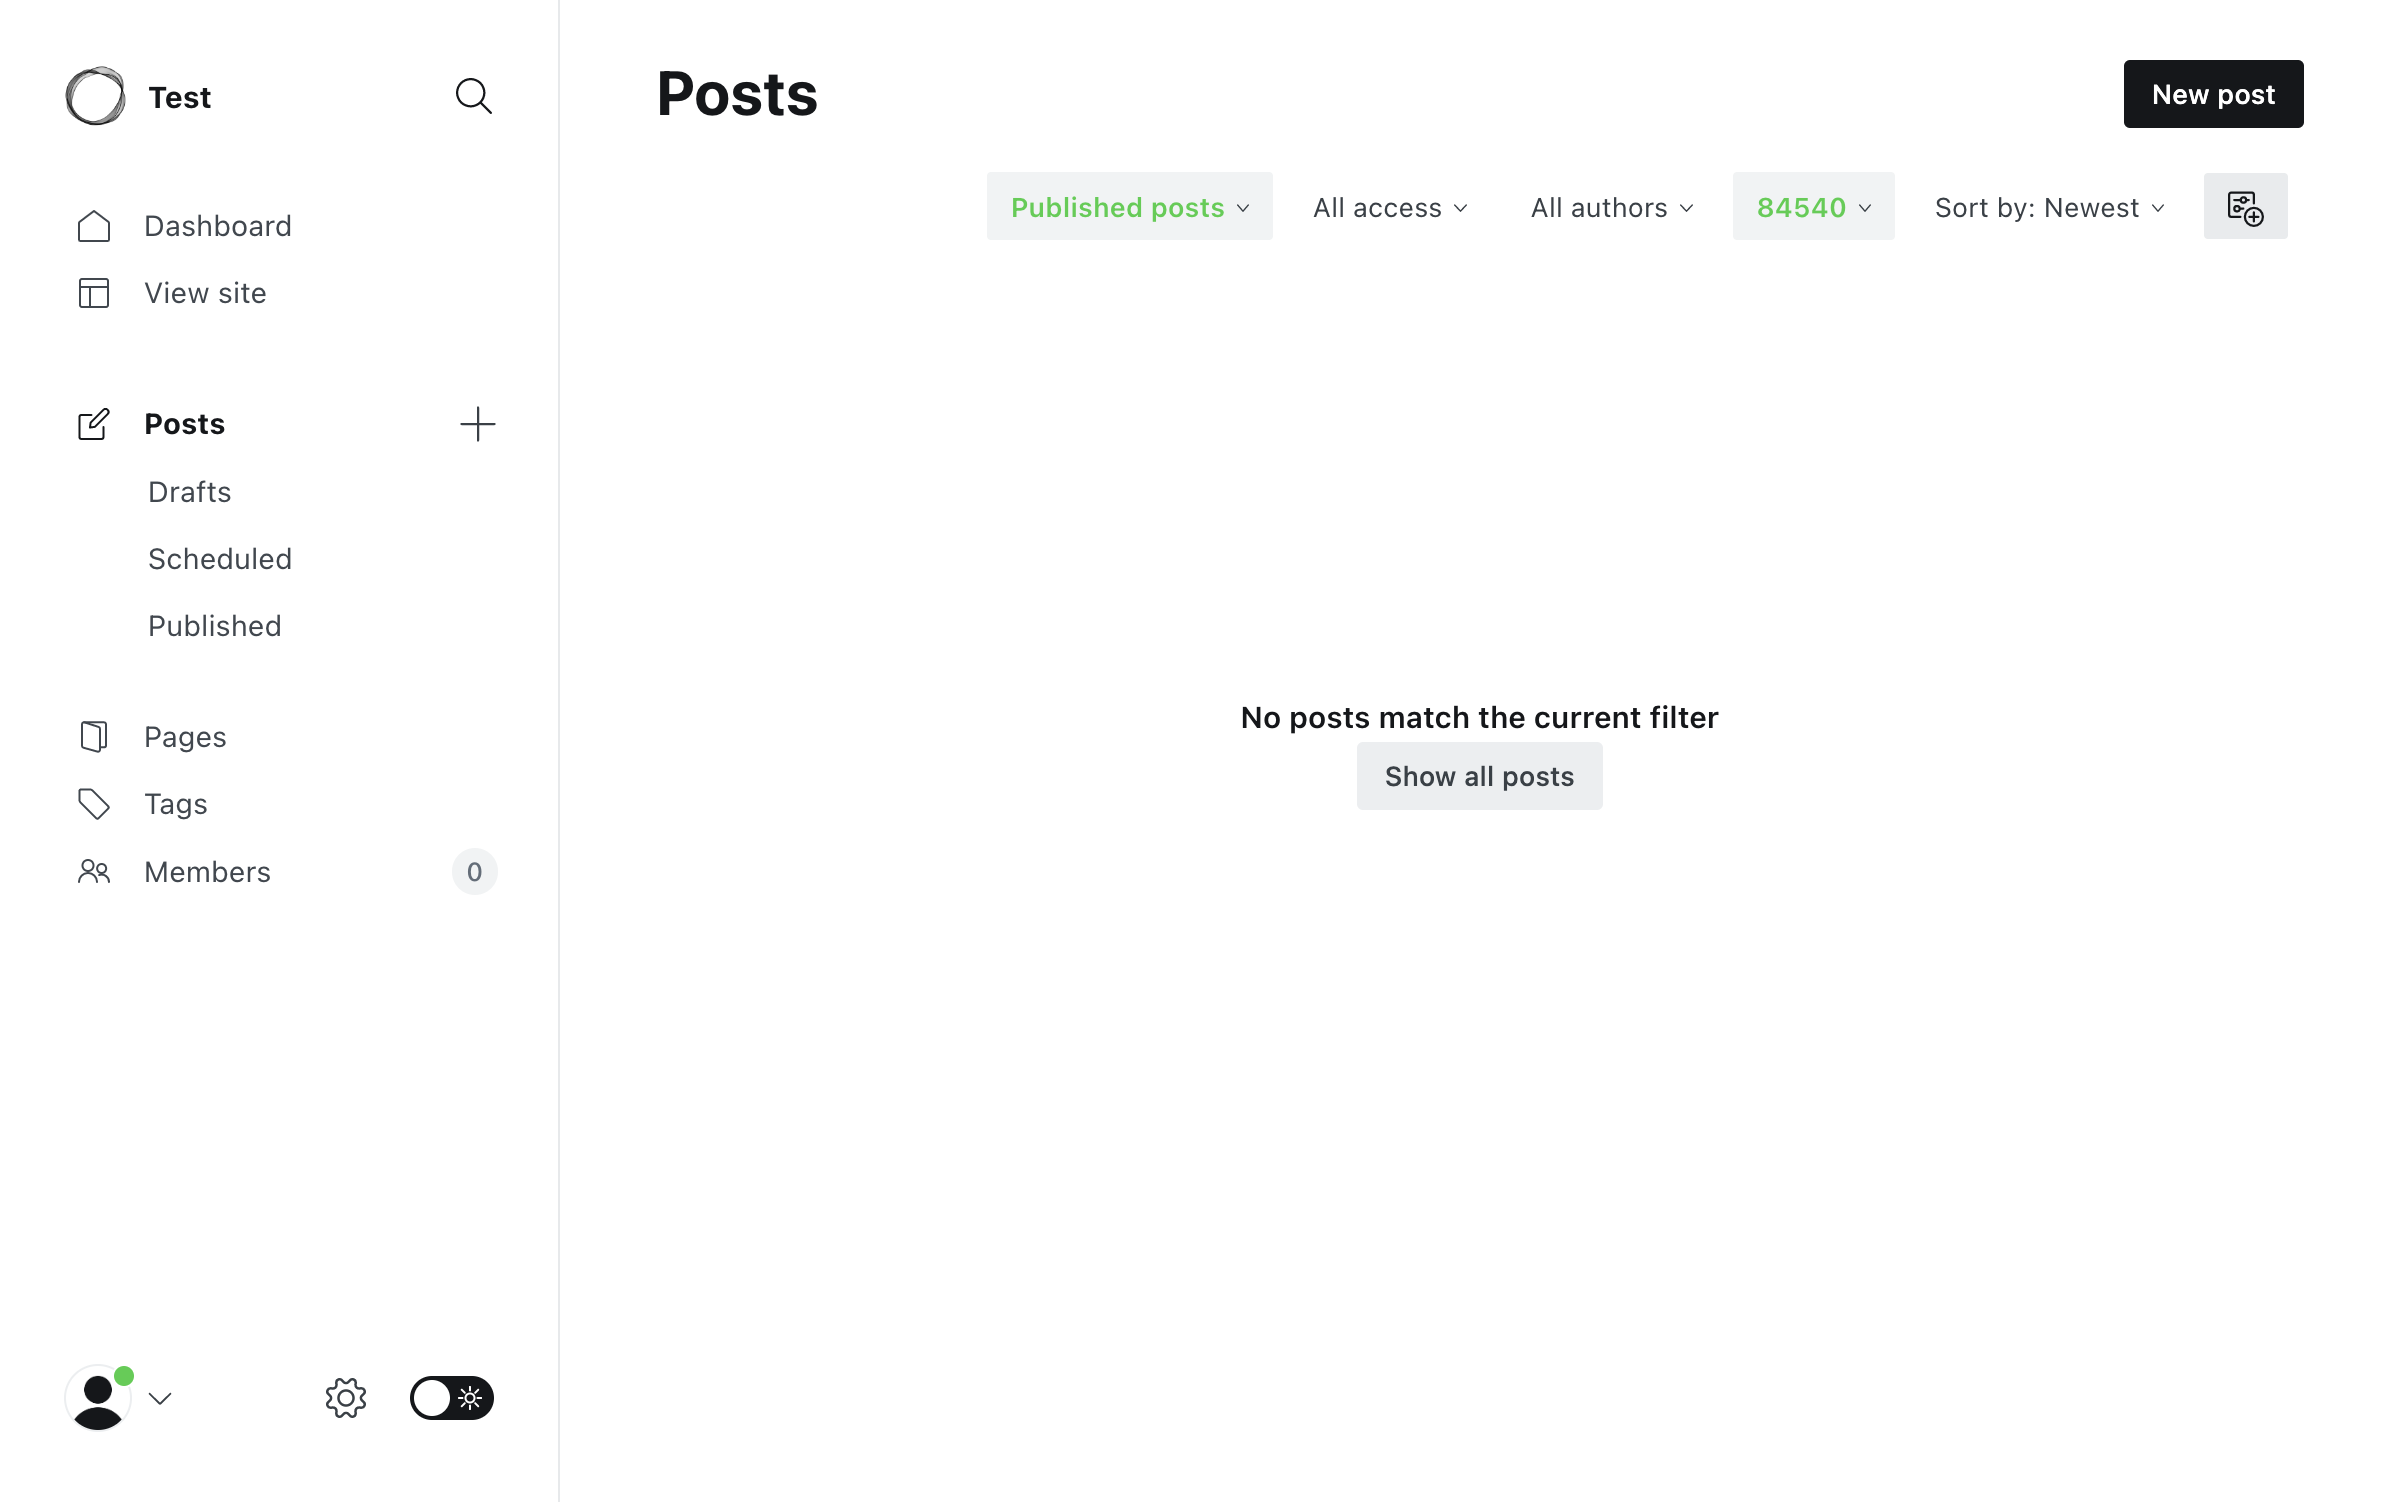 Test
Dashboard
View site
Posts
Drafts
Scheduled
Published
Pages
Tags
Members 0
Posts
New post
Published posts All access All authors 84540 Sort by: Newest
No posts match the current filter
Show all posts